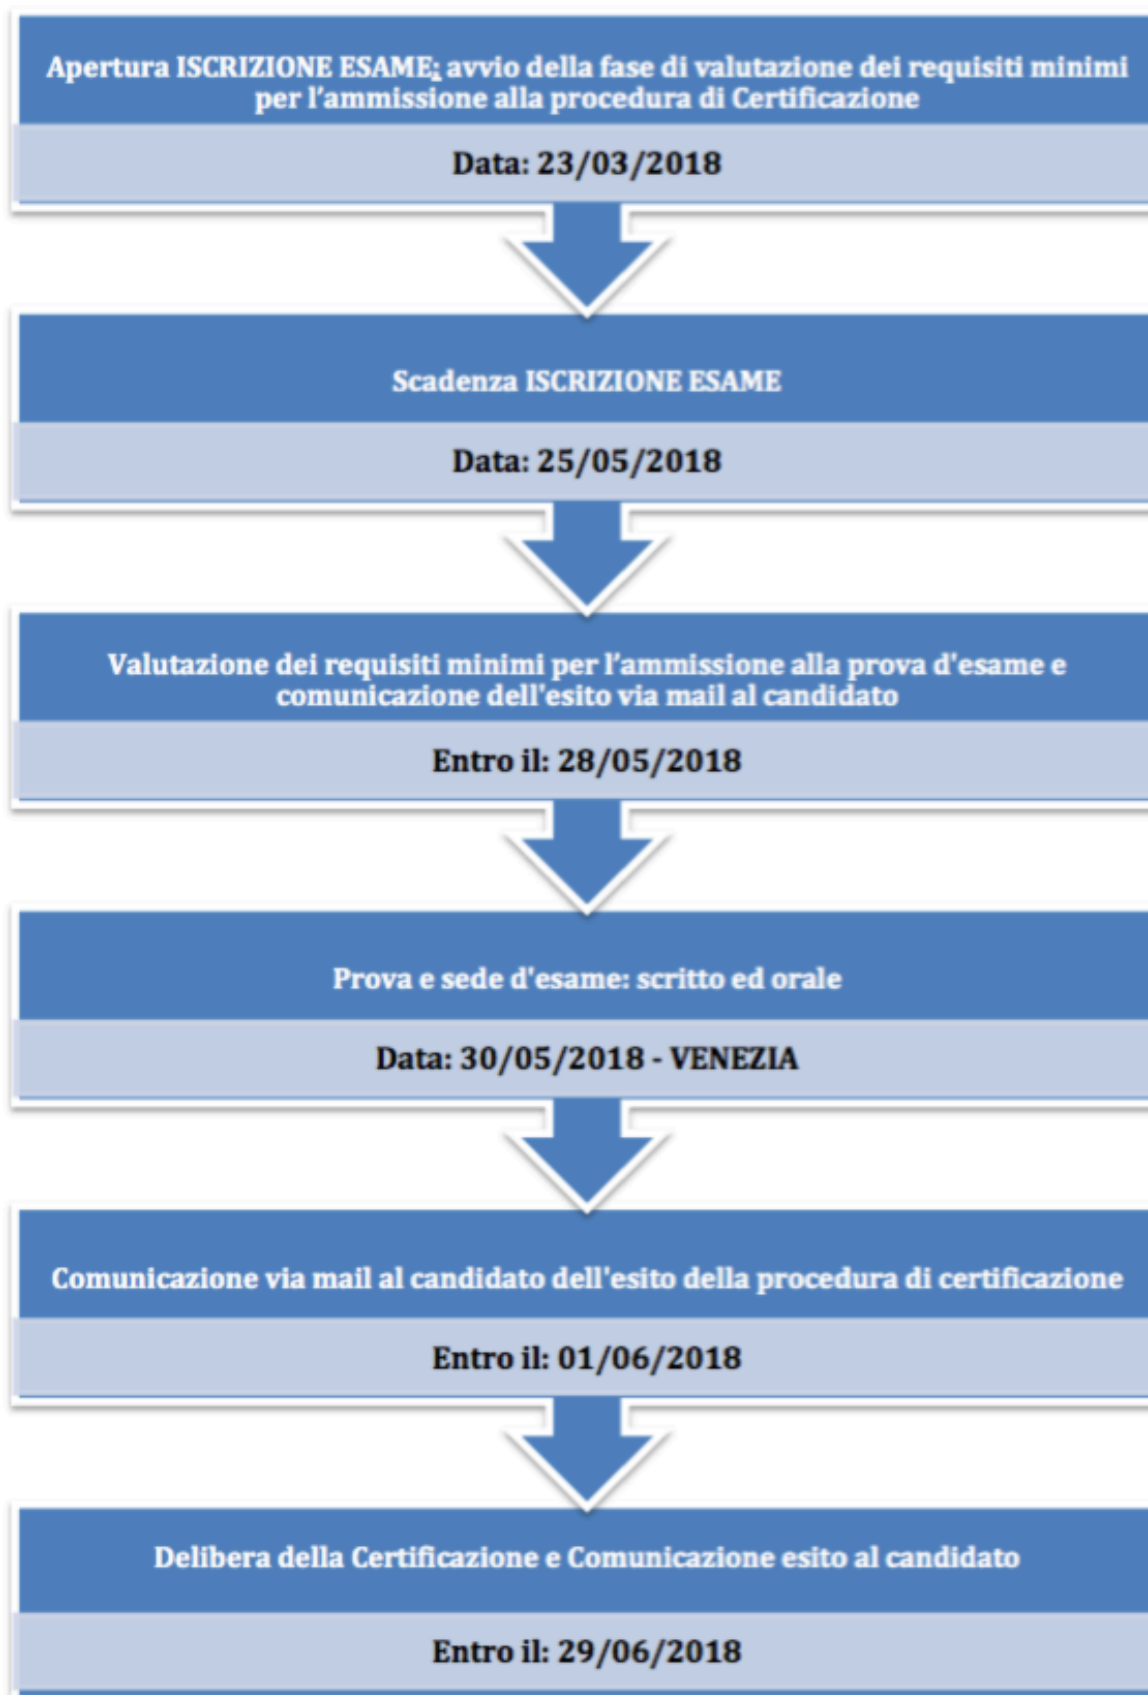 Apertura ISCRIZIONE ESAME: avvio della fase di valutazione dei requisiti minimi
per l'ammissione alla procedura di Certificazione
Data: 23/03/2018
Scadenza ISCRIZIONE ESAME
Data: 25/05/2018
Valutazione dei requisiti minimi per l'ammissione alla prova d'esame e
comunicazione dell'esito via mail al candidato
Entro il: 28/05/2018
Prova e sede d'esame: scritto ed orale
Data: 30/05/2018 - VENEZIA
Comunicazione via mail al candidato dell'esito della procedura di certificazione
Entro il: 01/06/2018
Delibera della Certificazione e Comunicazione esito al candidato
Entro il: 29/06/2018